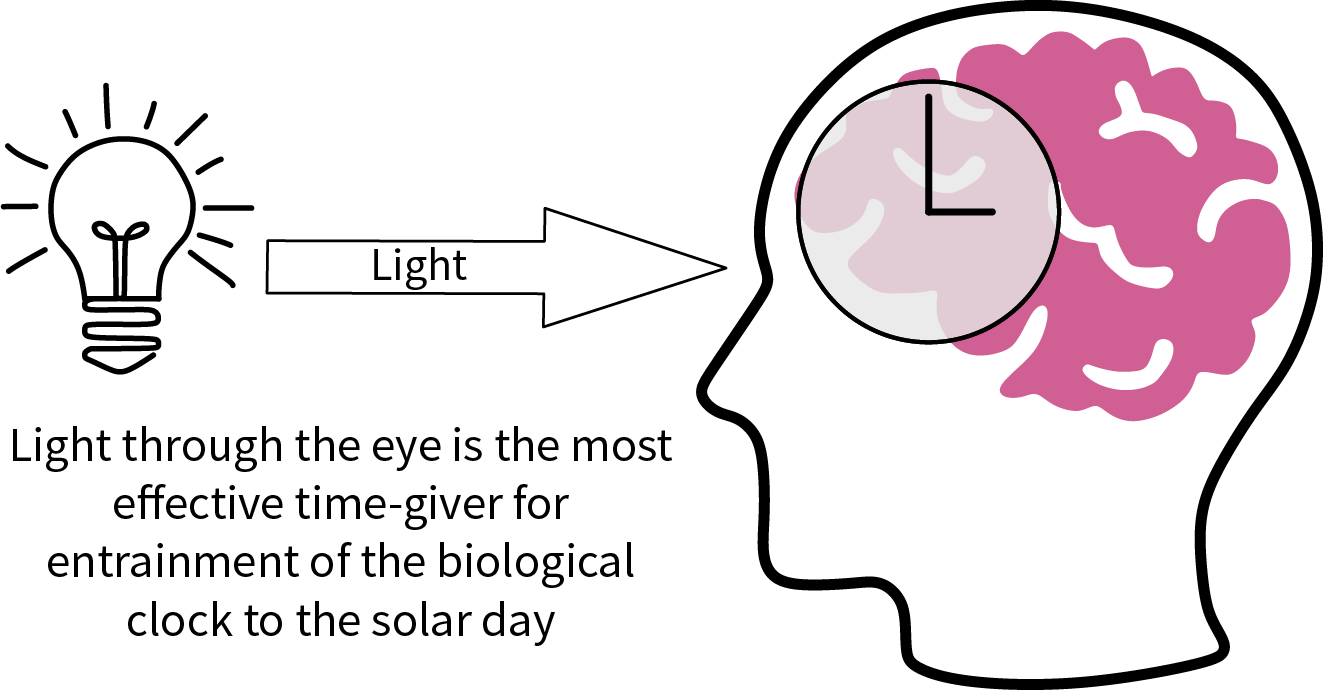 Light
Light through the eye is the most
effective time-giver for
entrainment of the biological
clock to the solar day